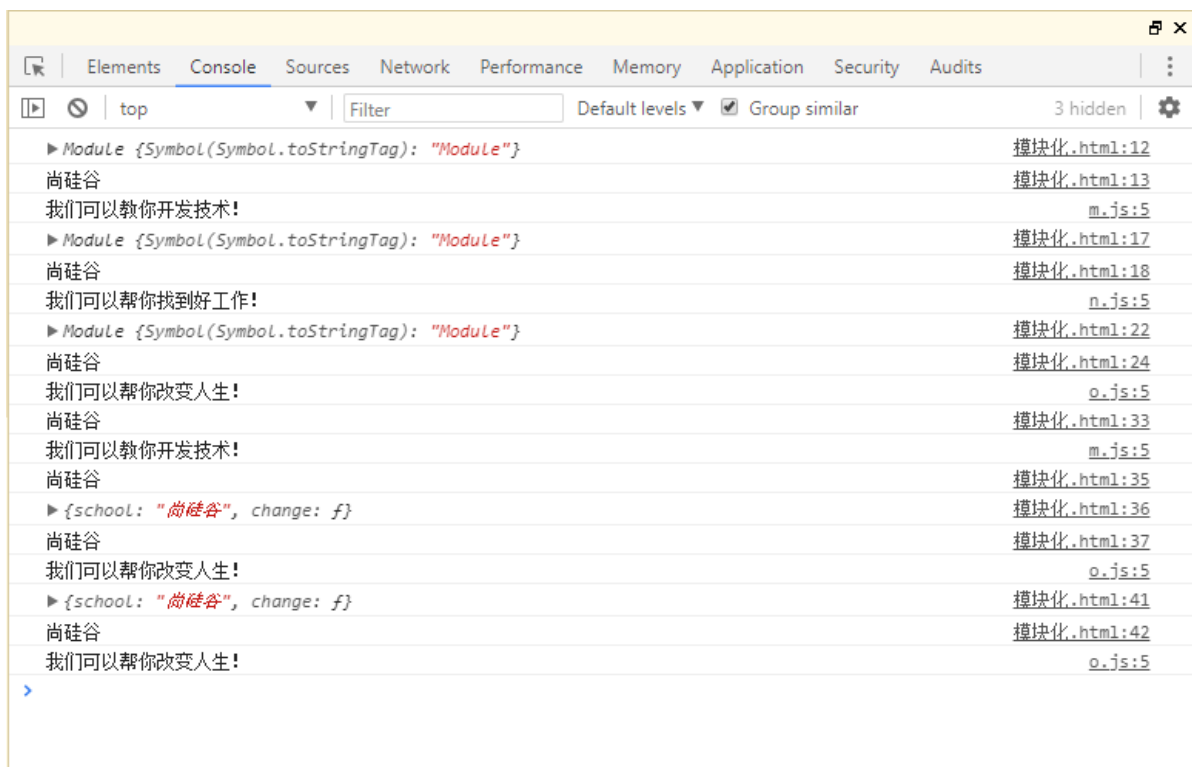 Elements Console Sources Network Performance Memory Application Security Audits
top Filter Default levels Group similar 3 hidden
Module {Symbol(Symbol.toStringTag): "Module"} 模块化.html:12
尚硅谷 模块化.html:13
我们可以教你开发技术! m.js:5
Module {Symbol(Symbol.toStringTag): "Module"} 模块化.html:17
尚硅谷 模块化.html:18
我们可以帮你找到好工作! n.js:5
Module {Symbol(Symbol.toStringTag): "Module"} 模块化.html:22
尚硅谷 模块化.html:24
我们可以帮你改变人生! o.js:5
尚硅谷 模块化.html:33
我们可以教你开发技术! m.js:5
尚硅谷 模块化.html:35
{school: "尚硅谷", change: ƒ} 模块化.html:36
尚硅谷 模块化.html:37
我们可以帮你改变人生! o.js:5
{school: "尚硅谷", change: ƒ} 模块化.html:41
尚硅谷 模块化.html:42
我们可以帮你改变人生! o.js:5